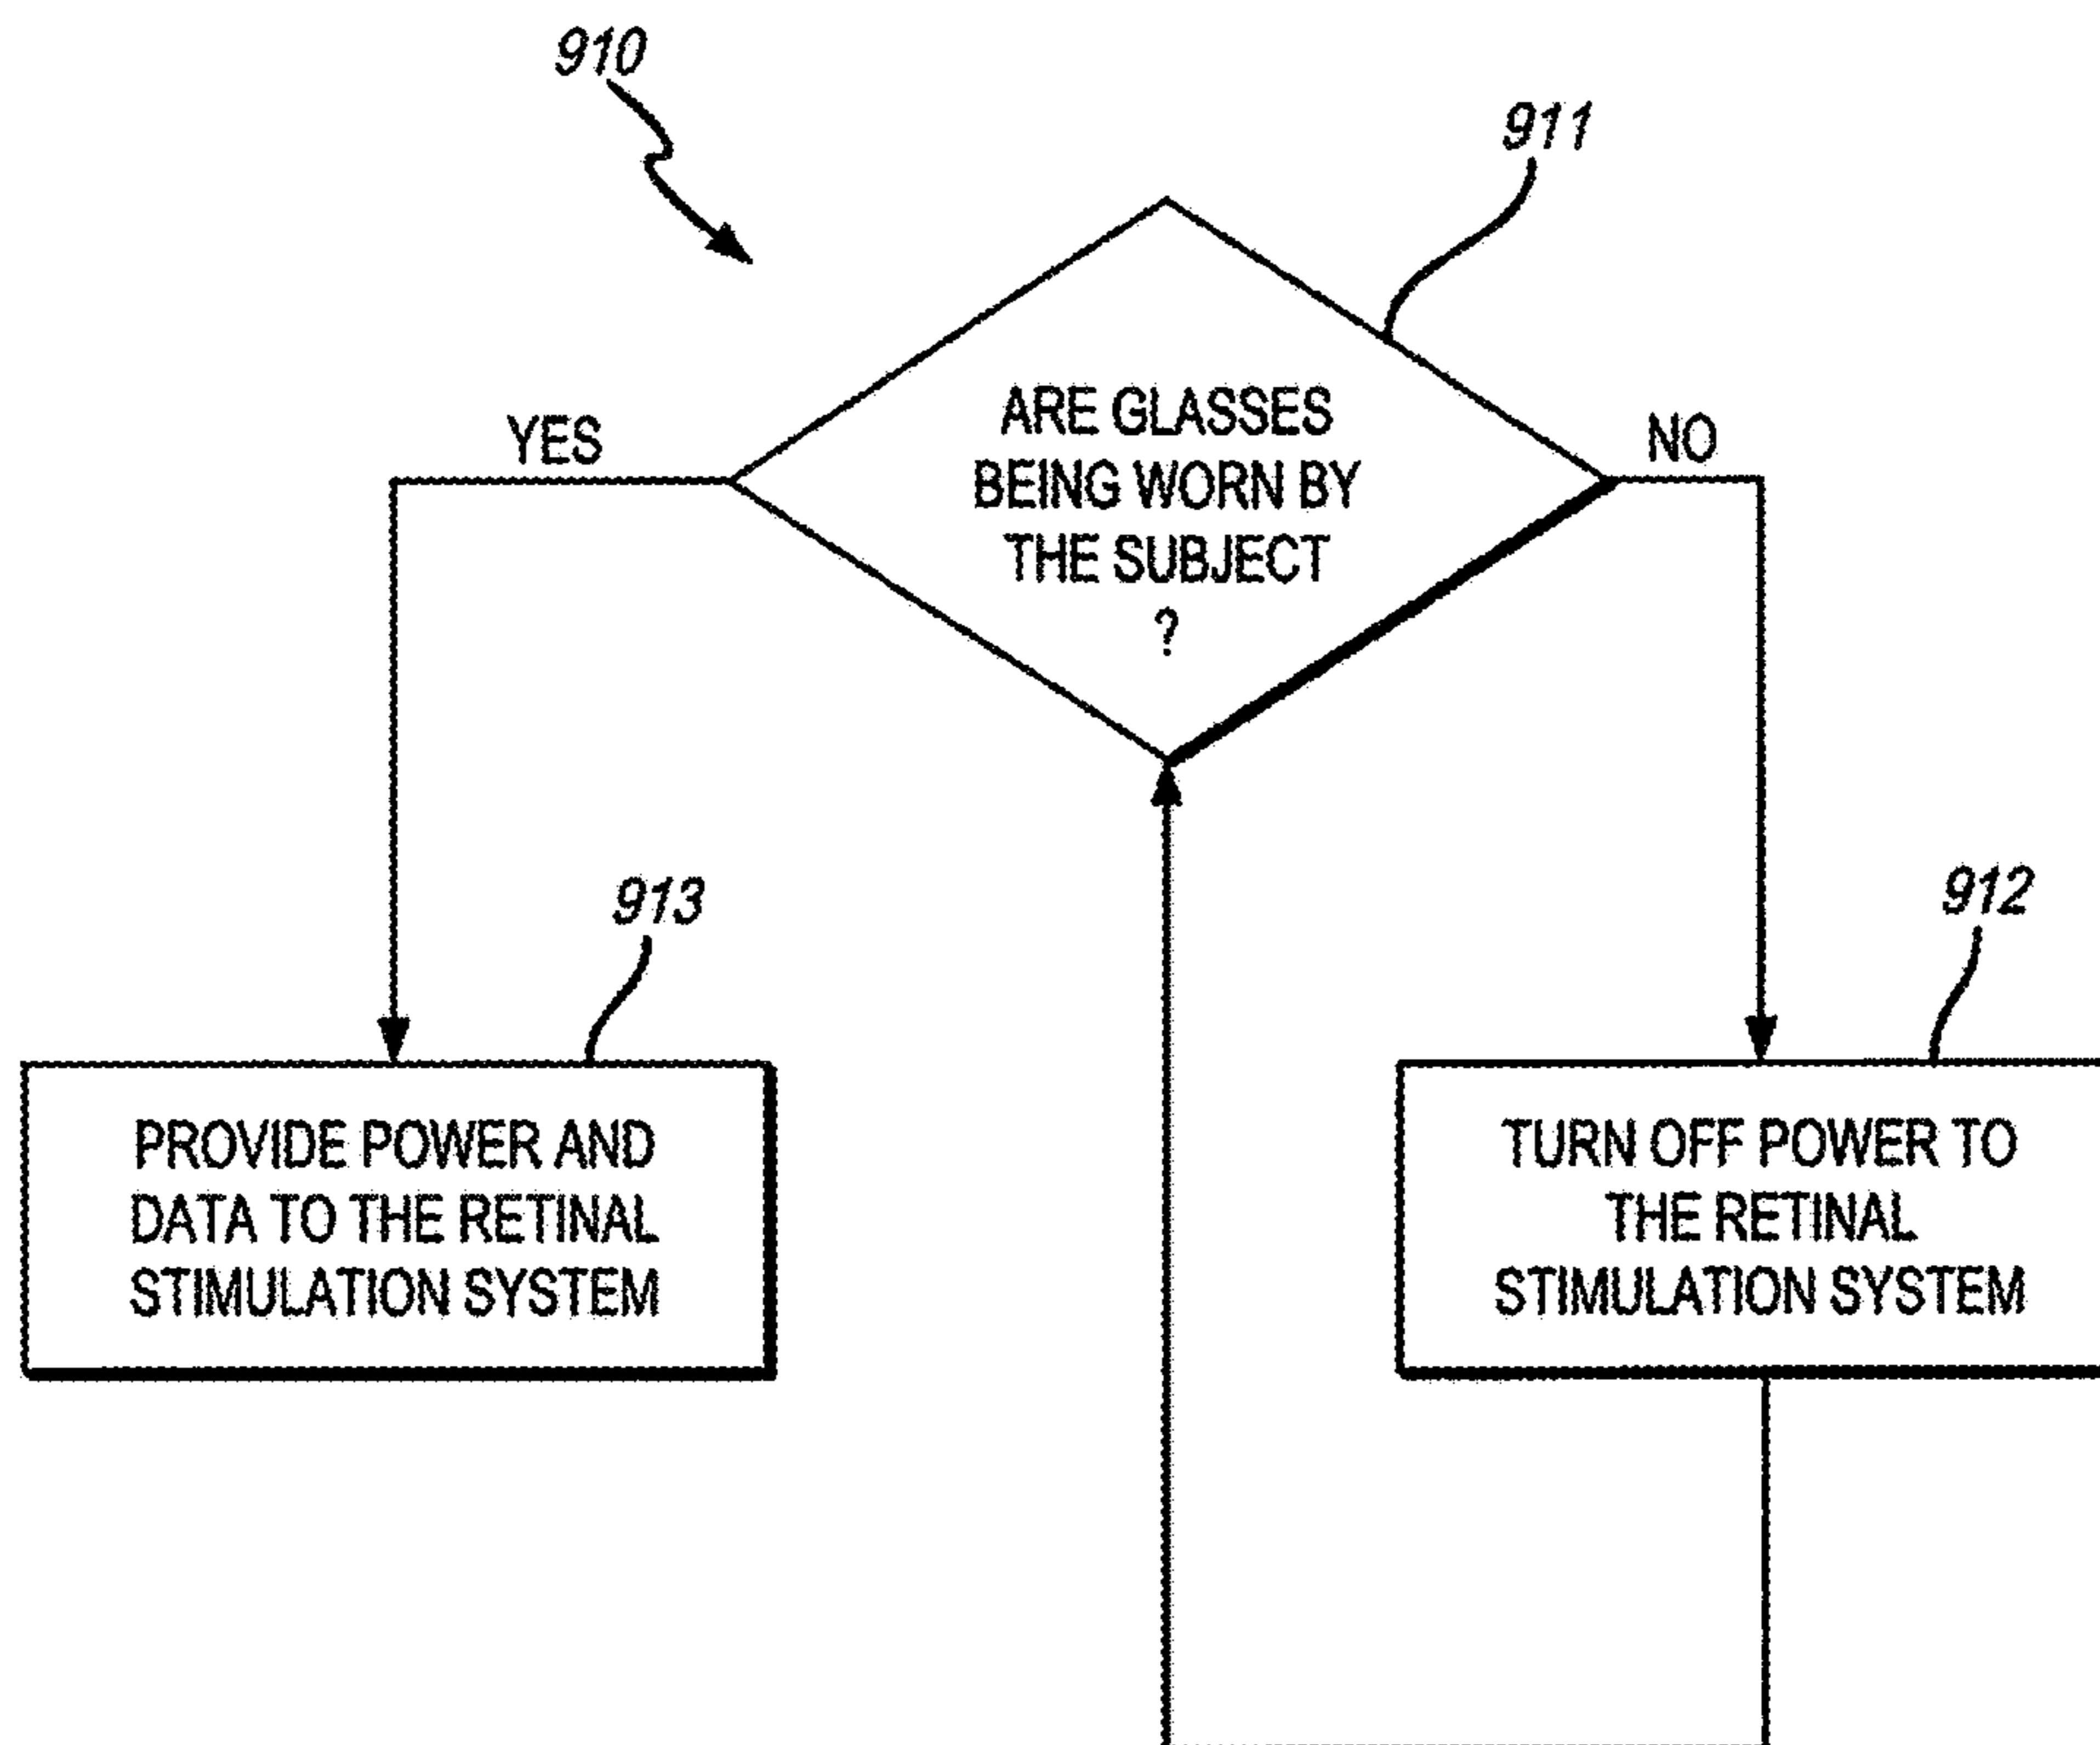 910
911
ARE GLASSES
BEING WORN BY
THE SUBJECT
?
YES
NO
913
912
PROVIDE POWER AND
DATA TO THE RETINAL
STIMULATION SYSTEM
TURN OFF POWER TO
THE RETINAL
STIMULATION SYSTEM